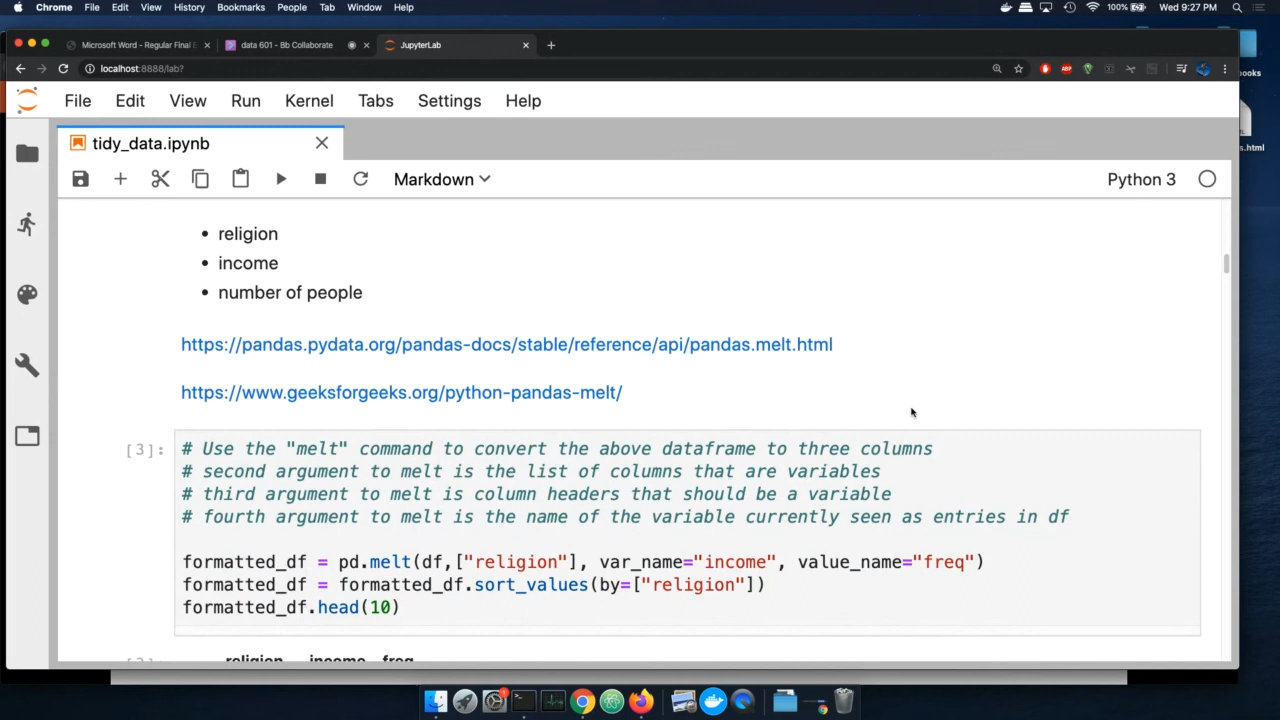 Chrome File Edit View History Bookmarks People Tab Window Help 100% Wed 9:27 PM
Microsoft Word - Regular Final E data 601 - Bb Collaborate JupyterLab
localhost:8888/lab?
ABP
File Edit View Run Kernel Tabs Settings Help
ooks
s.html
tidy_data.ipynb
Markdown Python 3
• religion
• income
• number of people
https://pandas.pydata.org/pandas-docs/stable/reference/api/pandas.melt.html
https://www.geeksforgeeks.org/python-pandas-melt/
[3]: # Use the "melt" command to convert the above dataframe to three columns
# second argument to melt is the list of columns that are variables
# third argument to melt is column headers that should be a variable
# fourth argument to melt is the name of the variable currently seen as entries in df
formatted_df = pd.melt(df,["religion"], var_name="income", value_name="freq")
formatted_df = formatted_df.sort_values(by=["religion"])
formatted_df.head(10)
[3]: religion income freq